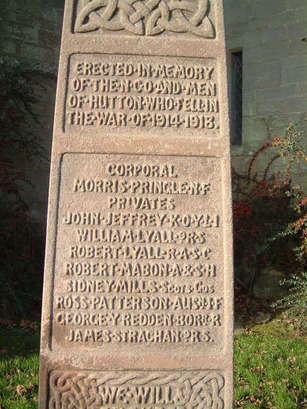 ERECTED·IN·MEMORY
OF·THE·N·C·O·AND·MEN
OF·HUTTON·WHO·FELL·IN
THE·WAR·OF·1914-1918.
CORPORAL
MORRIS·PRINGLE·N·F
PRIVATES
JOHN·JEFFREY·K·O·Y·L·I
WILLIAM·LYALL·R·S
ROBERT·LYALL·R·A·S·C
ROBERT·MABON·A&S·H
SIDNEY·MILLS·Scots·Gds
ROSS·PATTERSON·AUS·I·F
GEORGE·Y·REDDEN·BOR·R
JAMES·STRACHAN·R·S.
WE·WILL